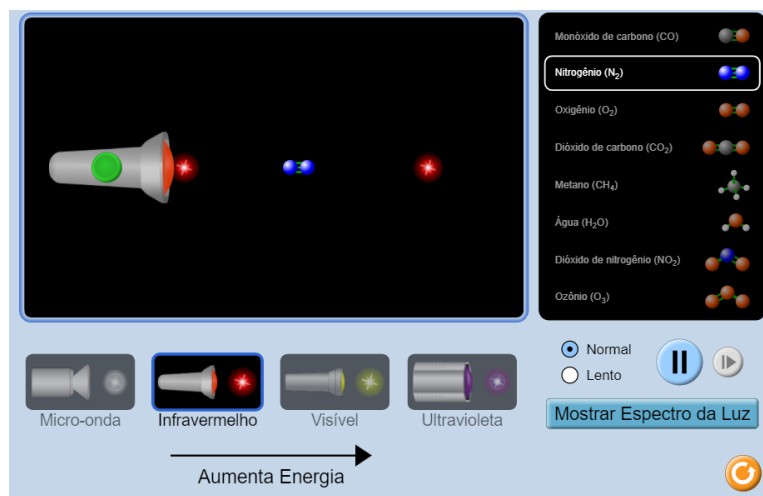 Monóxido de carbono (CO)
Nitrogênio (N₂)
Oxigênio (O₂)
Dióxido de carbono (CO₂)
Metano (CH₄)
Água (H₂O)
Dióxido de nitrogênio (NO₂)
Ozônio (O₃)
Micro-onda
Infravermelho
Visível
Ultravioleta
Aumenta Energia
Normal
Lento
Mostrar Espectro da Luz